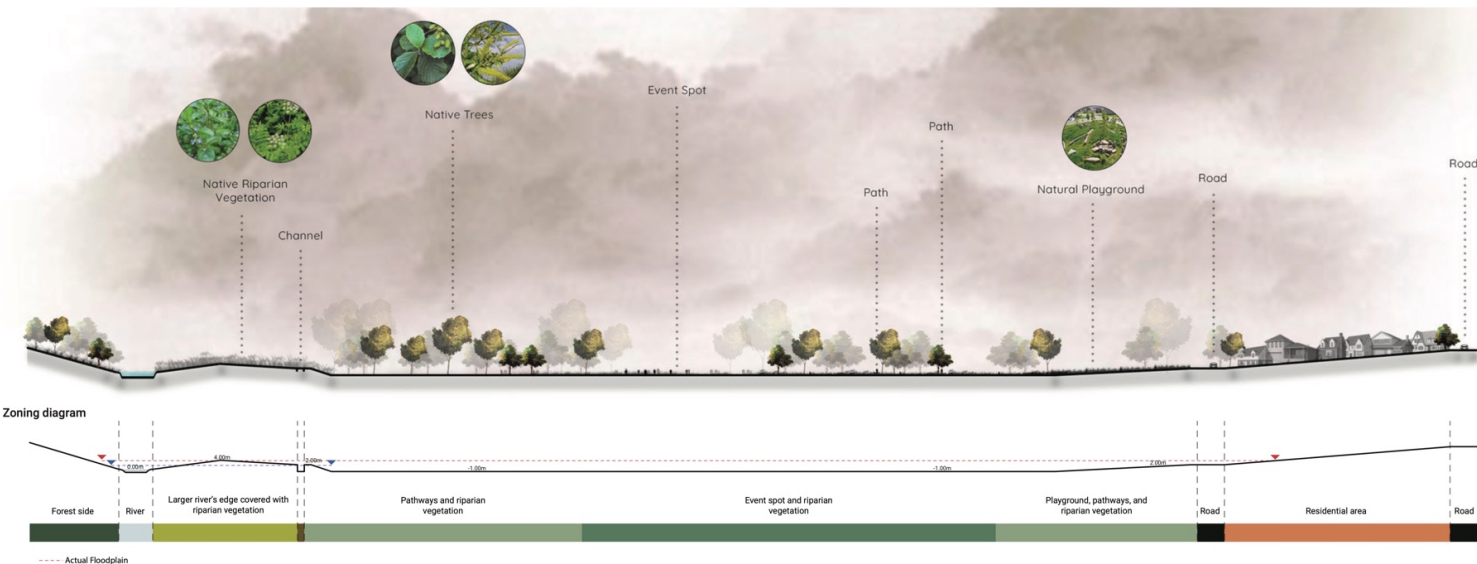 Event Spot
Native Trees
Path
Native Riparian
Vegetation
Natural Playground
Road
Road
Path
Channel
Zoning diagram
4.00m
0.00m
2.00m
-1.00m
-1.00m
2.00m
Forest side
River
Larger river's edge covered with
riparian vegetation
Pathways and riparian
vegetation
Event spot and riparian
vegetation
Playground, pathways, and
riparian vegetation
Road
Residential area
Road
Actual Floodplain